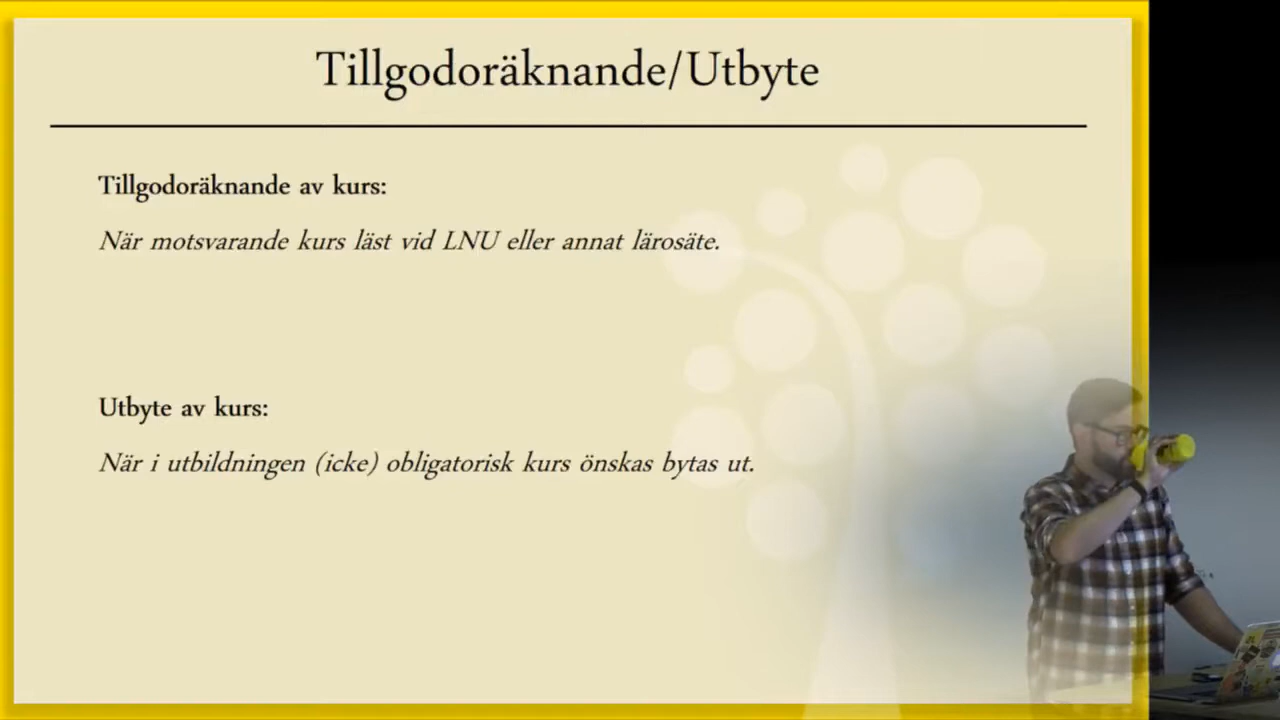 Tillgodoräknande/Utbyte
Tillgodoräknande av kurs:
När motsvarande kurs läst vid LNU eller annat lärosäte.
Utbyte av kurs:
När i utbildningen (icke) obligatorisk kurs önskas bytas ut.